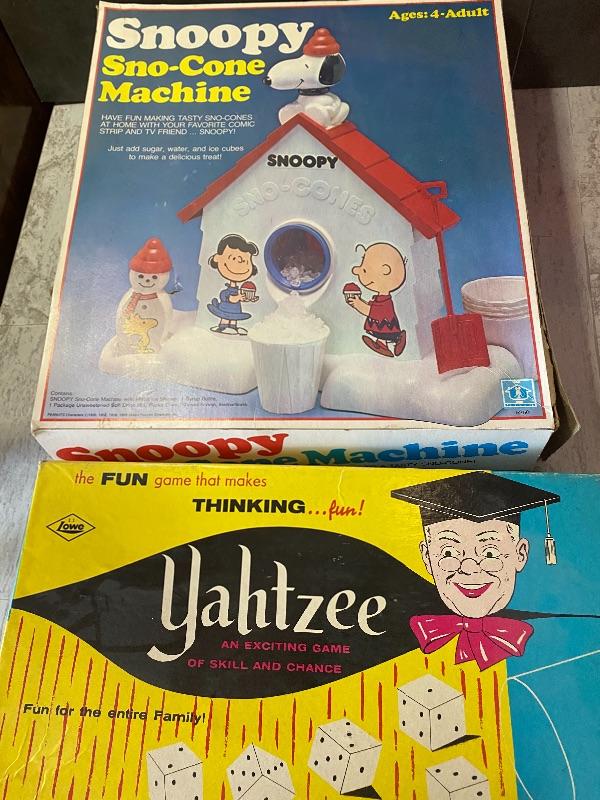 Snoopy
Ages: 4-Adult
Sno-Cone
Machine
HAVE FUN MAKING TASTY SNO-CONES
AT HOME WITH YOUR FAVORITE COMIC
STRIP AND TV FRIEND ... SNOOPY!
Just add sugar, water, and ice cubes
to make a delicious treat!
SNOOPY
SNO-CONES
Contains:
Snoopy
Cone Machine
the FUN game that makes
THINKING...fun!
Lowe
Yahtzee
AN EXCITING GAME
OF SKILL AND CHANCE
Fun for the entire Family!